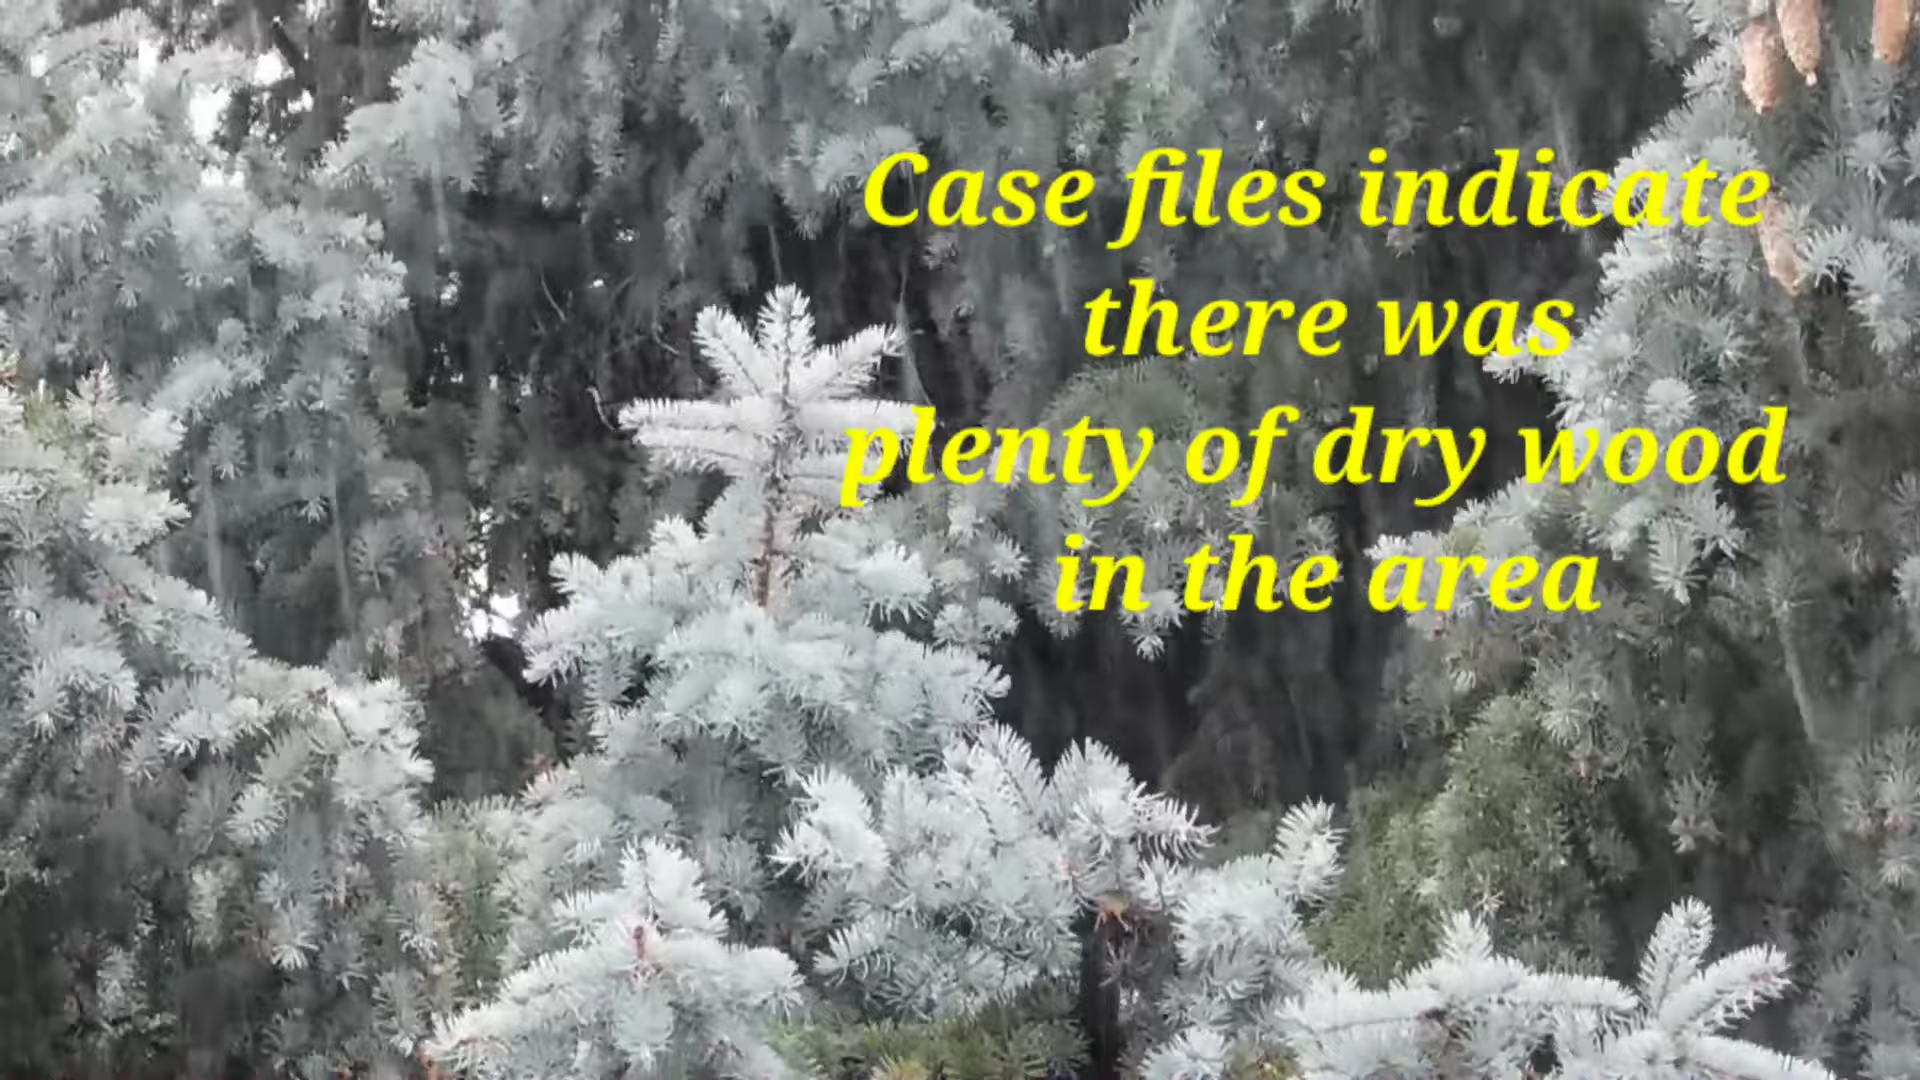 Case files indicate
there was
plenty of dry wood
in the area